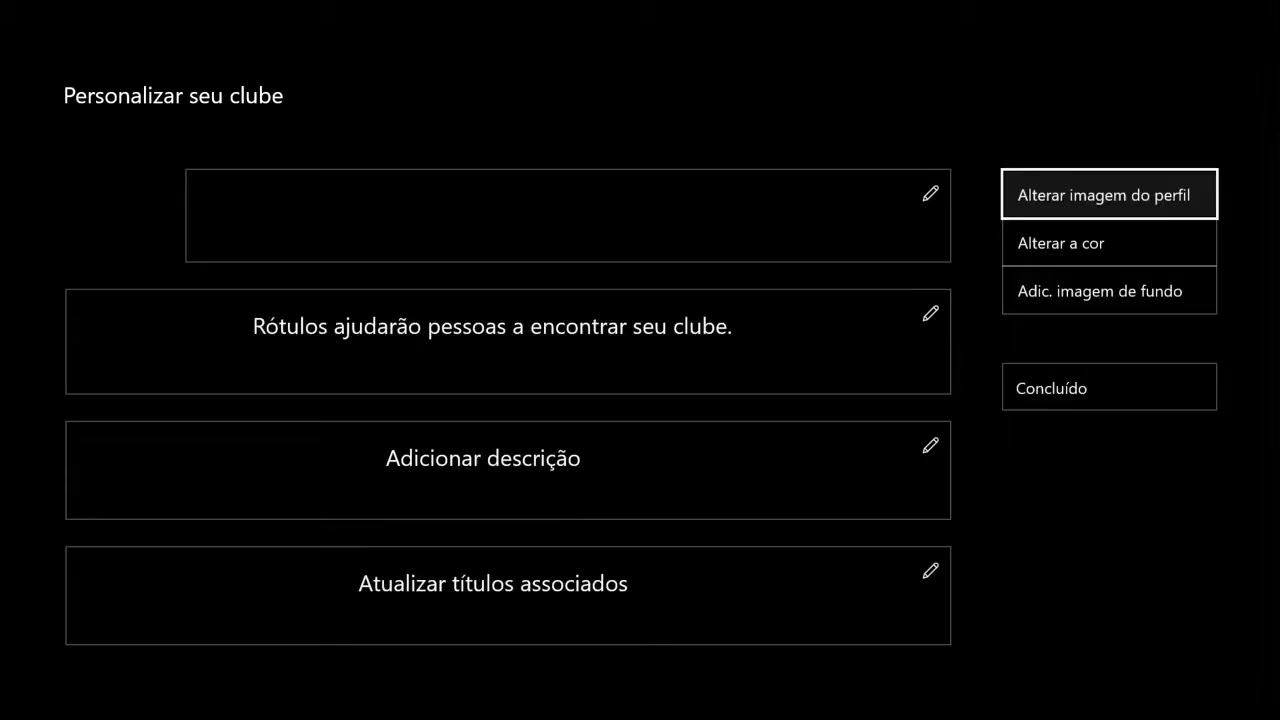 Personalizar seu clube
Alterar imagem do perfil
Alterar a cor
Adic. imagem de fundo
Rótulos ajudarão pessoas a encontrar seu clube.
Concluído
Adicionar descrição
Atualizar títulos associados